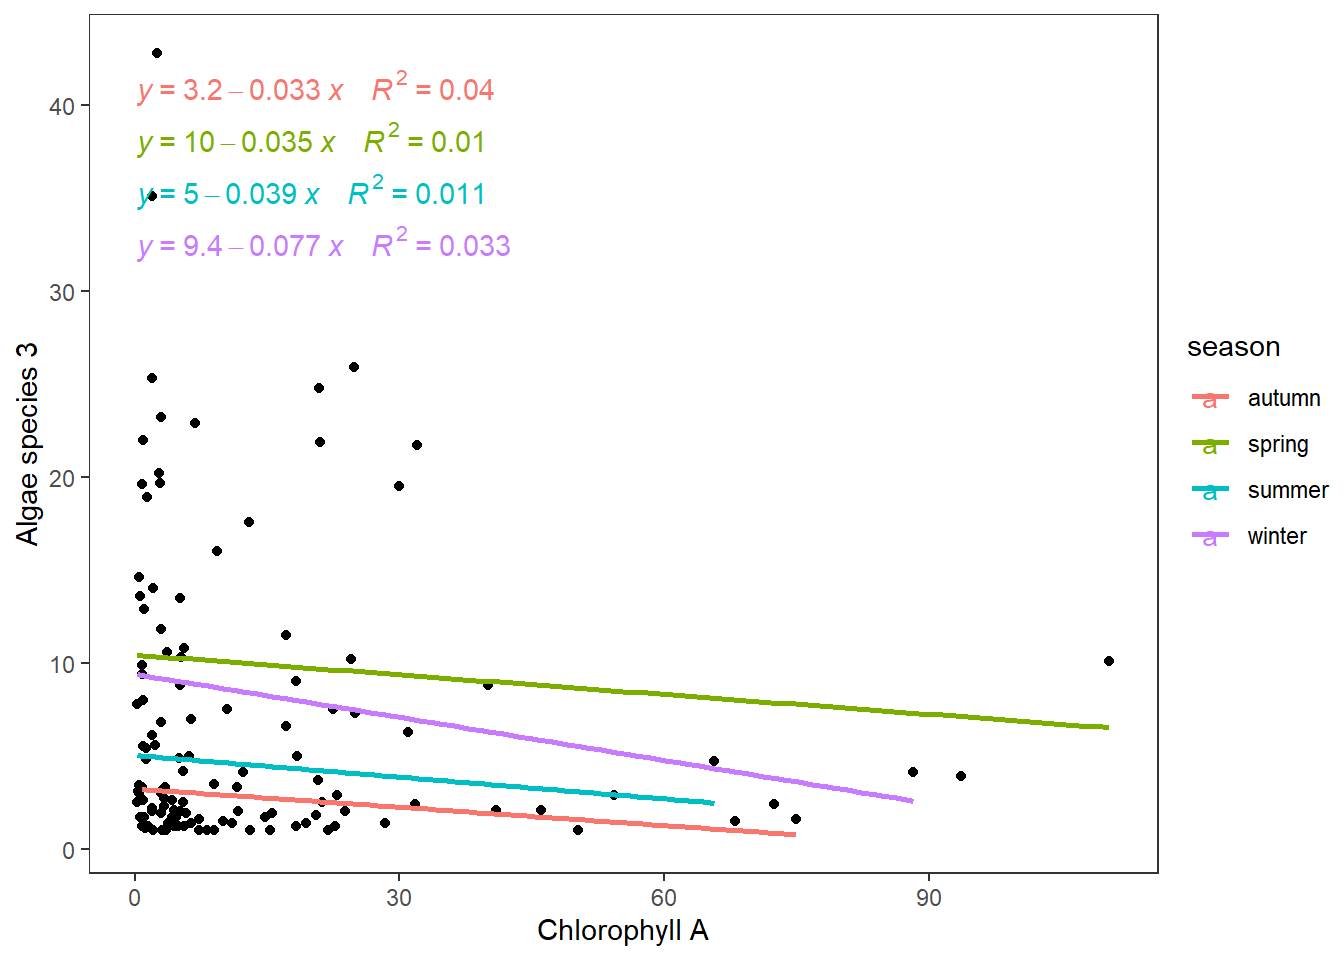 y = 3.2 – 0.033 x R² = 0.04
40
y = 10 – 0.035 x R² = 0.01
y = 5 – 0.039 x R² = 0.011
y = 9.4 – 0.077 x R² = 0.033
30
Algae species 3
20
10
0
0 30 60 90
Chlorophyll A
season
a autumn
a spring
a summer
a winter